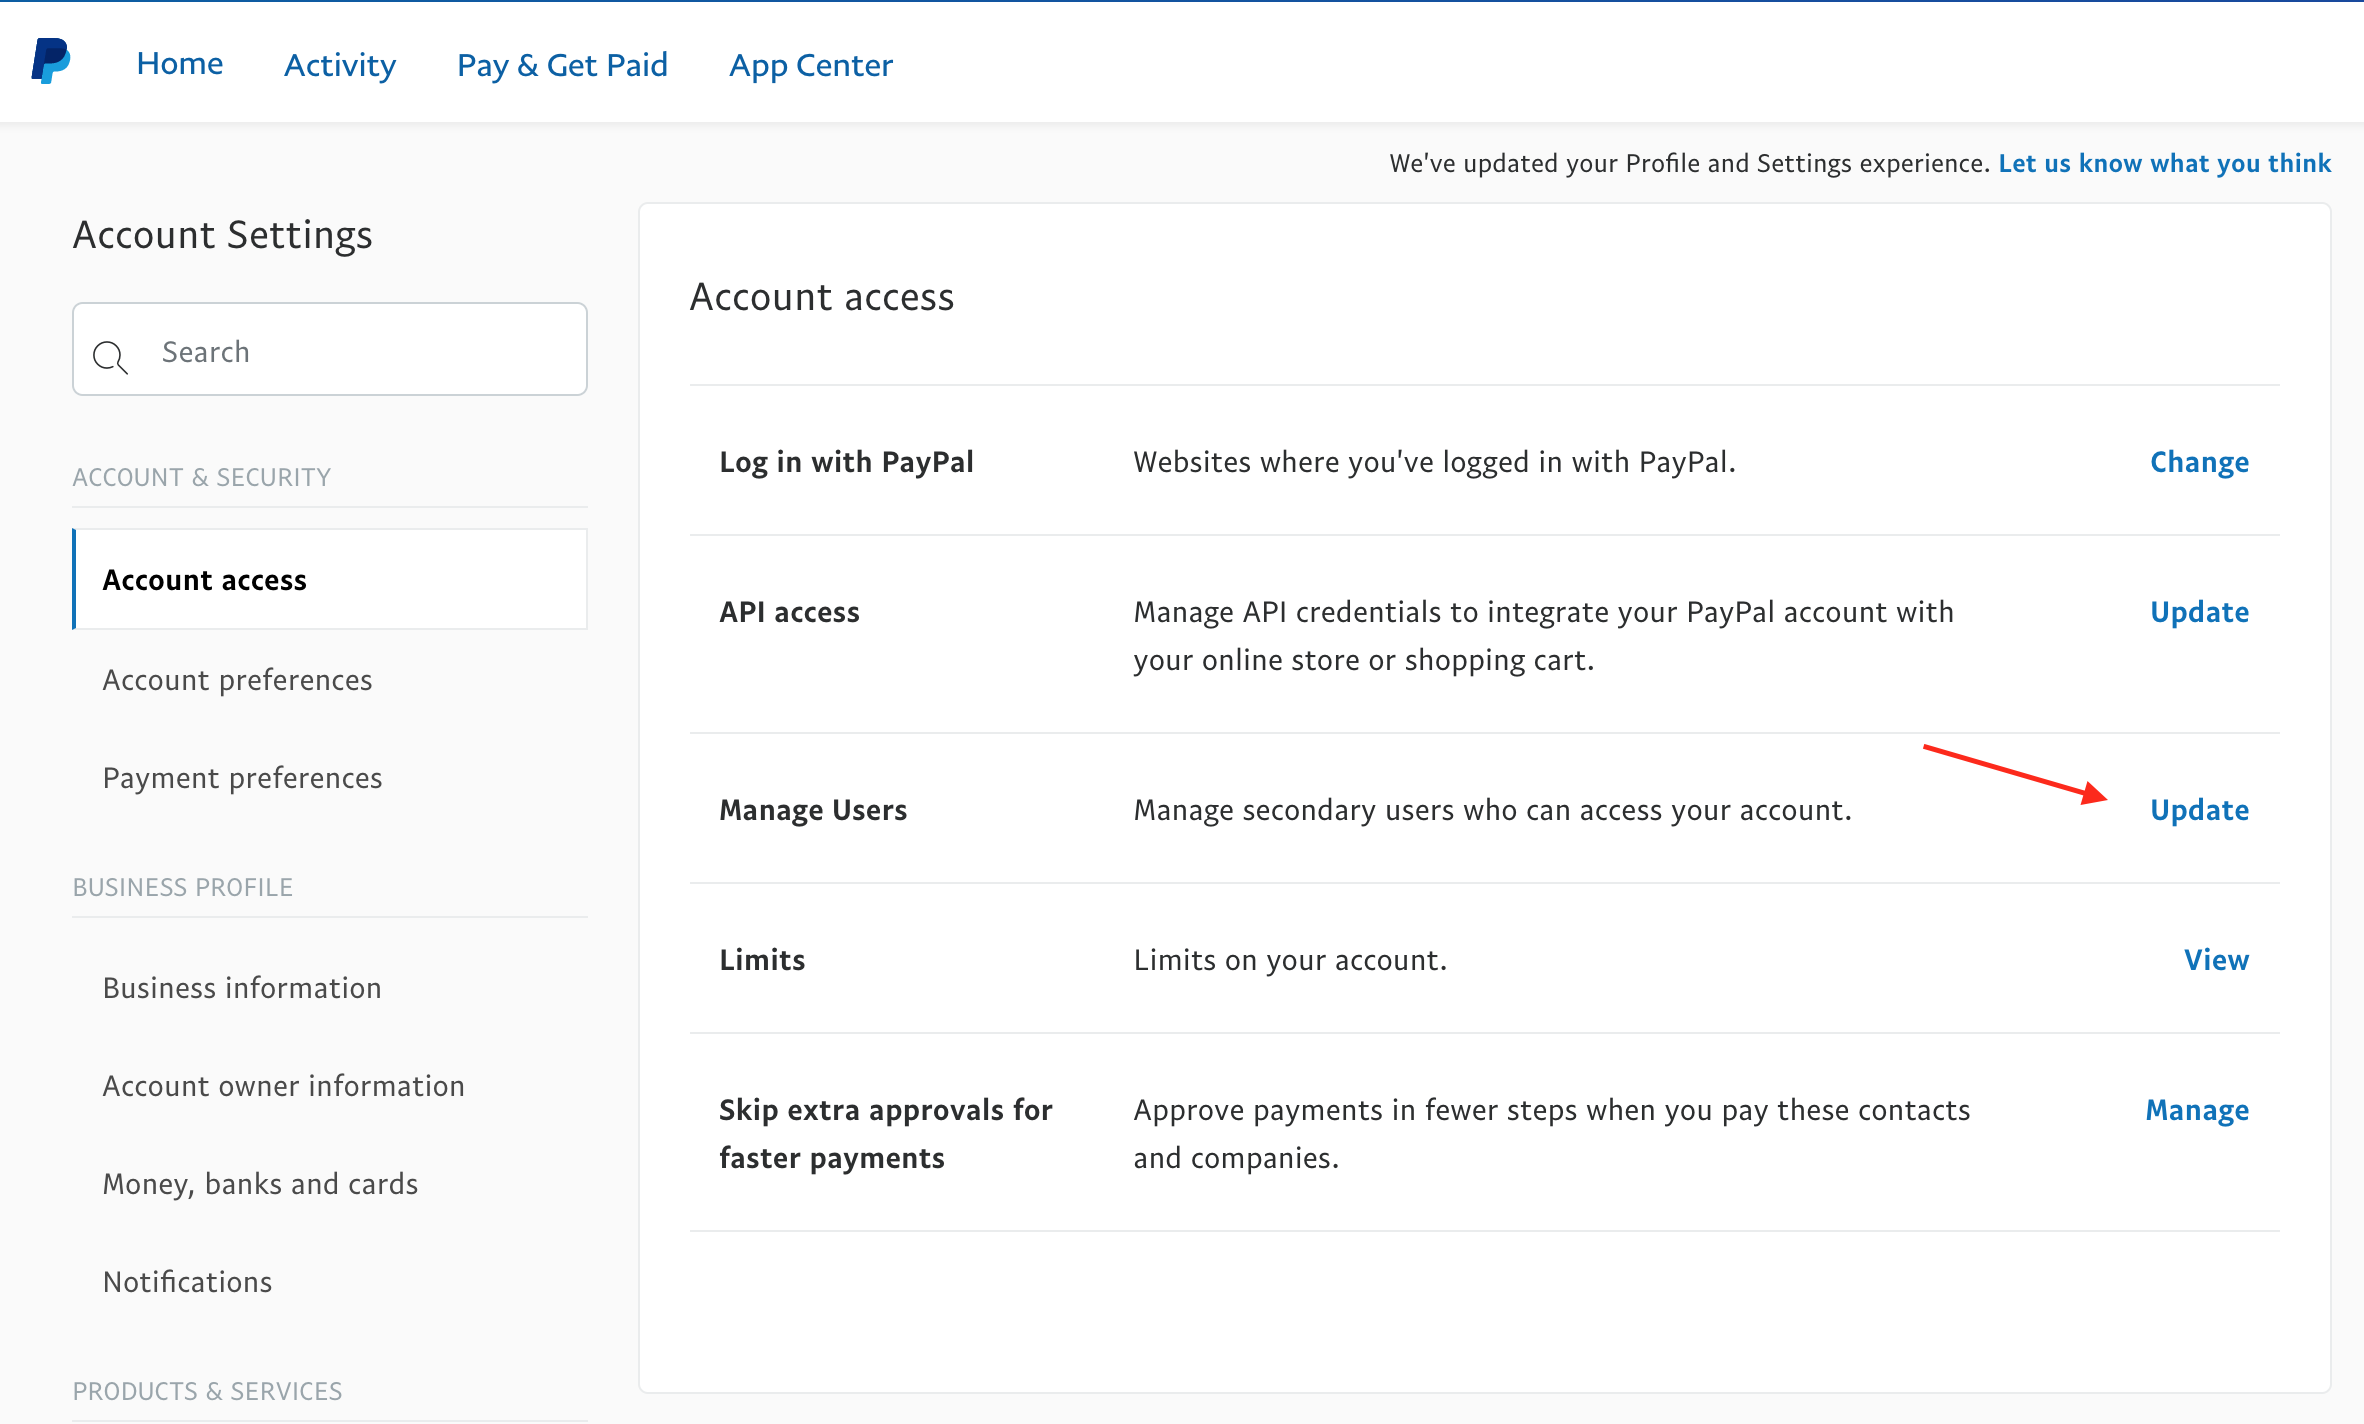 Home Activity Pay & Get Paid App Center
We've updated your Profile and Settings experience. Let us know what you think
Account Settings
Search
ACCOUNT & SECURITY
Account access
Account preferences
Payment preferences
BUSINESS PROFILE
Business information
Account owner information
Money, banks and cards
Notifications
PRODUCTS & SERVICES
Account access
Log in with PayPal Websites where you've logged in with PayPal. Change
API access Manage API credentials to integrate your PayPal account with Update
your online store or shopping cart.
Manage Users Manage secondary users who can access your account. Update
Limits Limits on your account. View
Skip extra approvals for Approve payments in fewer steps when you pay these contacts Manage
faster payments and companies.